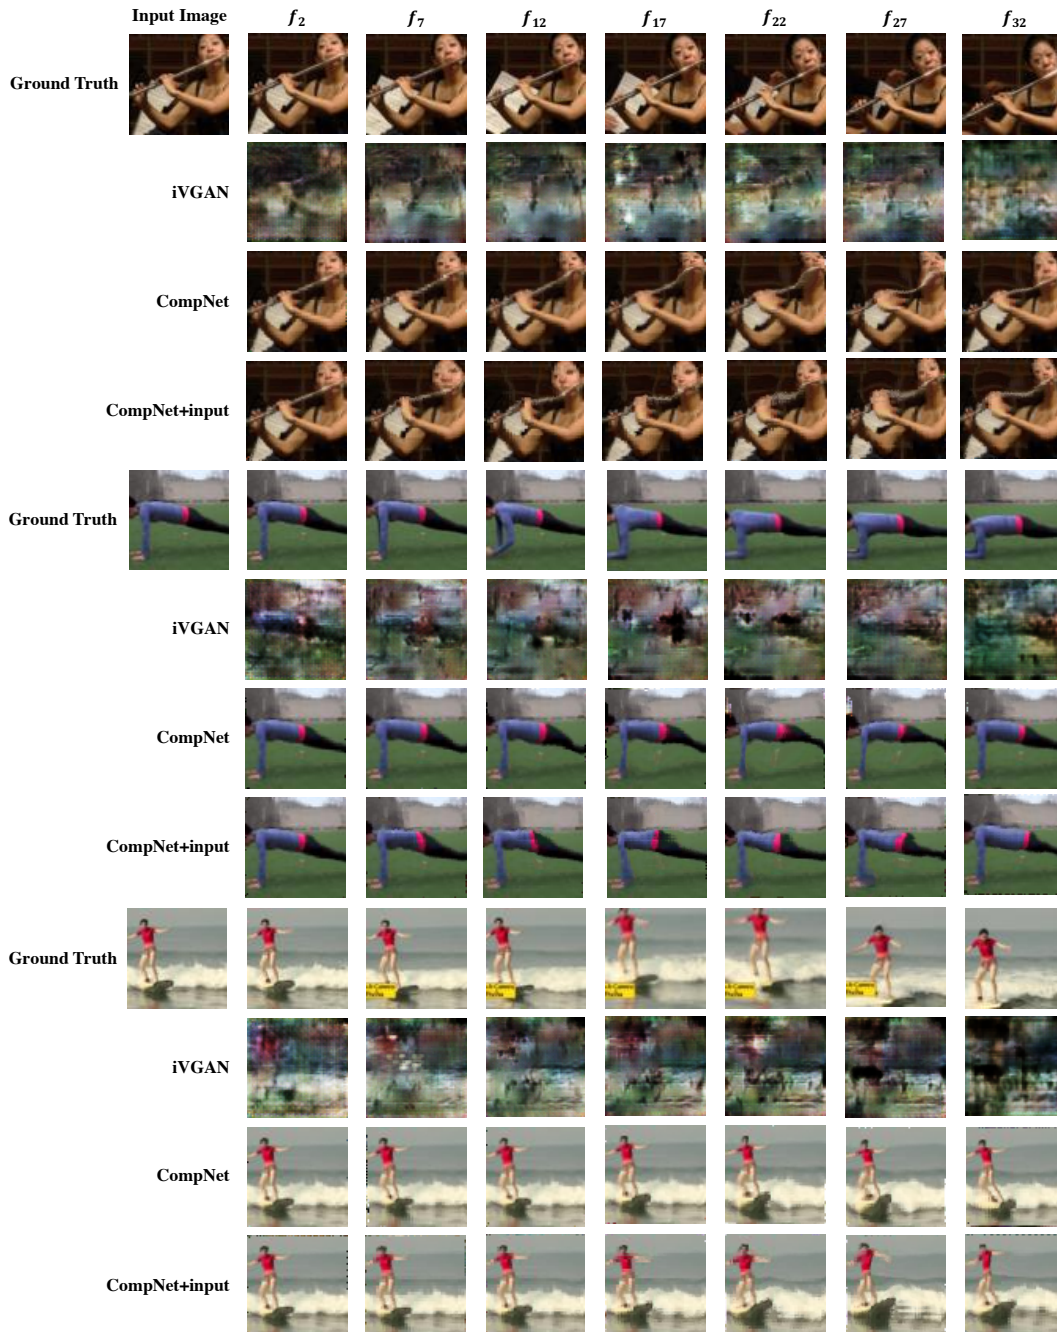 Input Image f2 f7 f12 f17 f22 f27 f32
Ground Truth
iVGAN
CompNet
CompNet+input
Ground Truth
iVGAN
CompNet
CompNet+input
Ground Truth
iVGAN
CompNet
CompNet+input